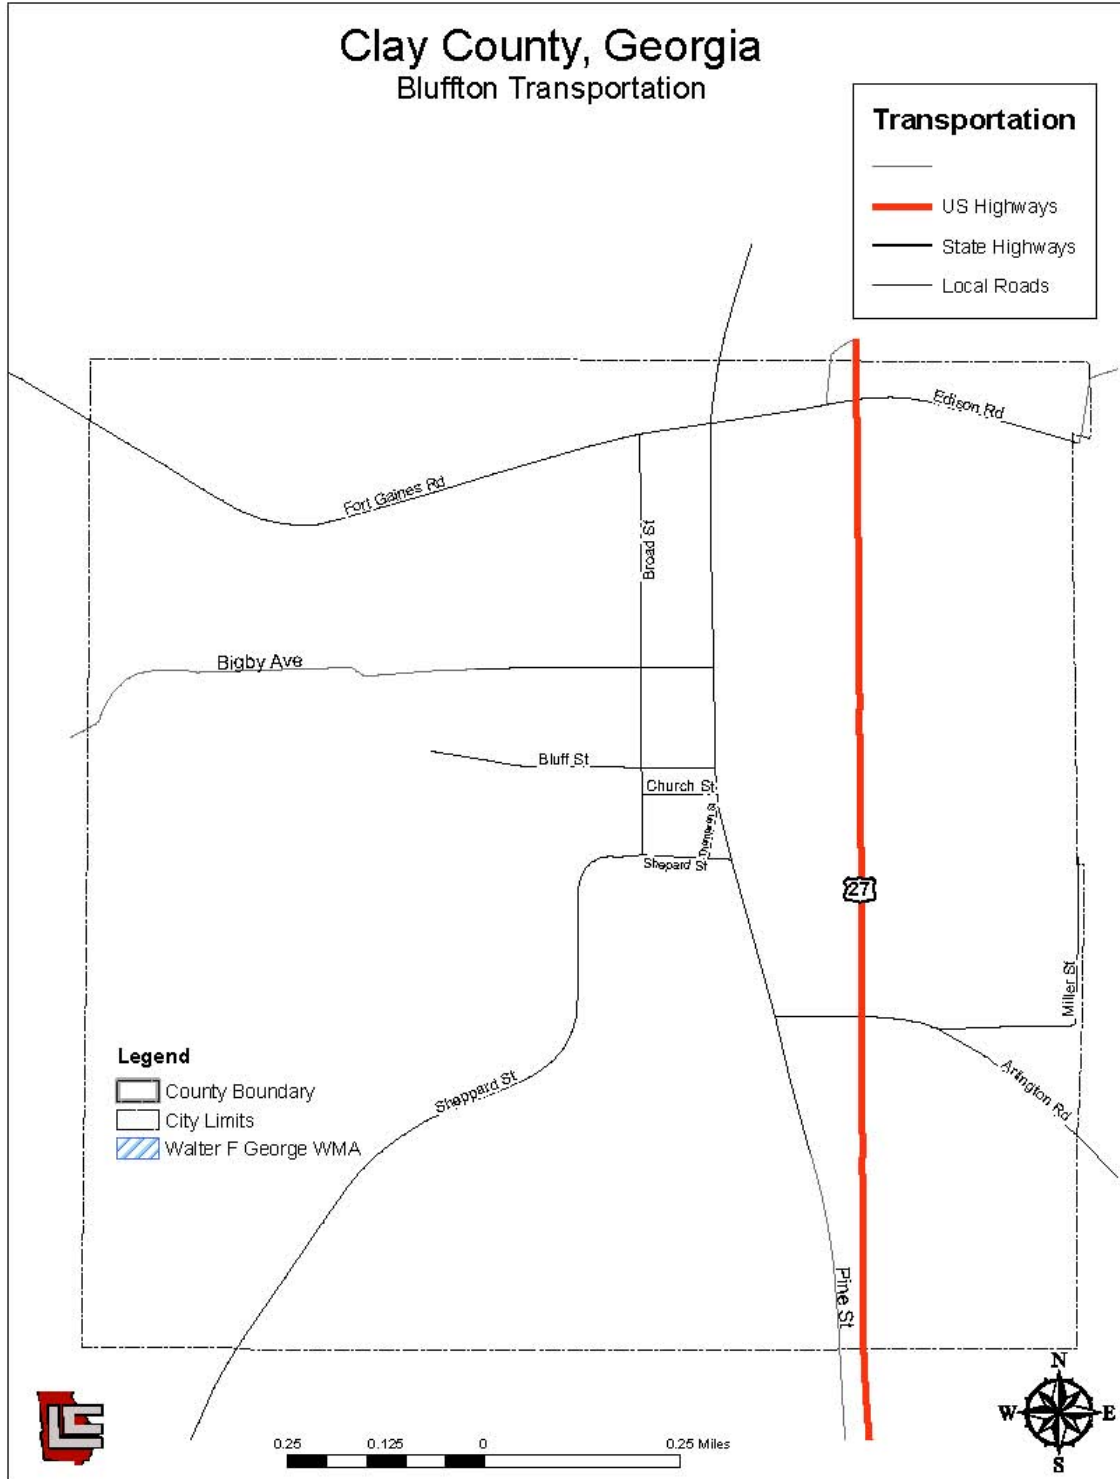 Clay County, Georgia
Bluffton Transportation
Transportation
US Highways
State Highways
Local Roads
Edison Rd
Fort Gaines Rd
Broad St
Bigby Ave
Bluff St
Church St
Shepard St
27
Miller St
Arlington Rd
Sheppard St
Pine St
Legend
County Boundary
City Limits
Walter F George WMA
N
W
E
S
0.25 0.125 0 0.25 Miles